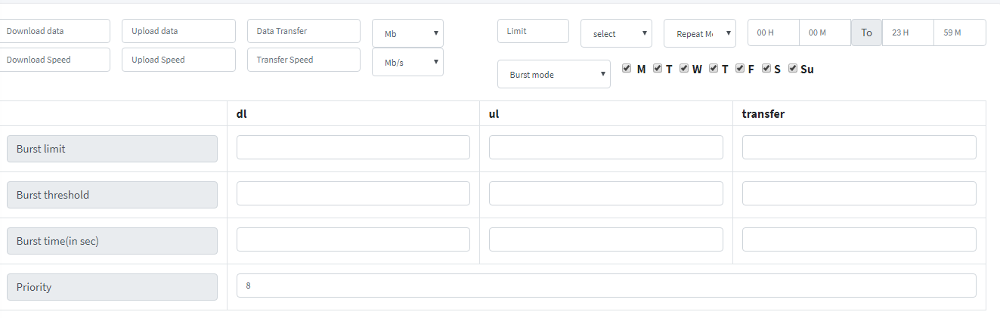 Download data Upload data Data Transfer Mb Limit select Repeat Mo 00 H 00 M To 23 H 59 M
Download Speed Upload Speed Transfer Speed Mb/s Burst mode M T W T F S Su
dl ul transfer
Burst limit
Burst threshold
Burst time(in sec)
Priority 8